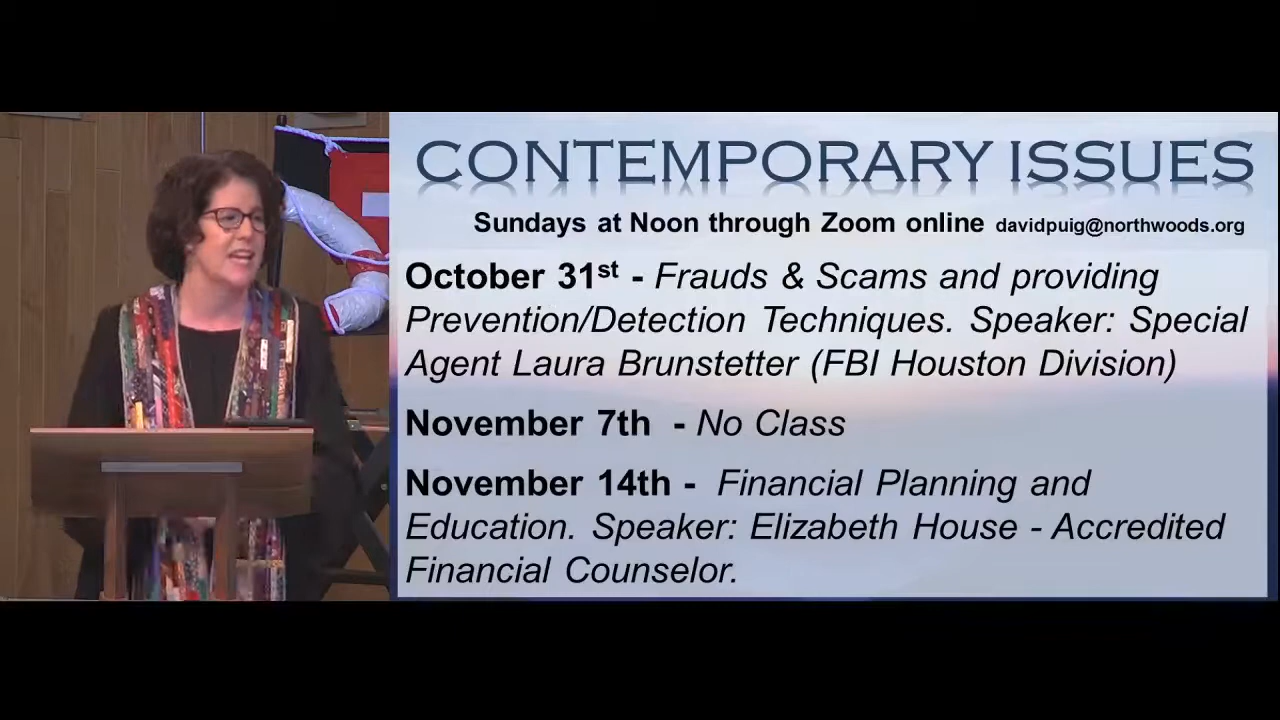 CONTEMPORARY ISSUES
Sundays at Noon through Zoom online davidpuig@northwoods.org
October 31st - Frauds & Scams and providing
Prevention/Detection Techniques. Speaker: Special
Agent Laura Brunstetter (FBI Houston Division)
November 7th - No Class
November 14th - Financial Planning and
Education. Speaker: Elizabeth House - Accredited
Financial Counselor.